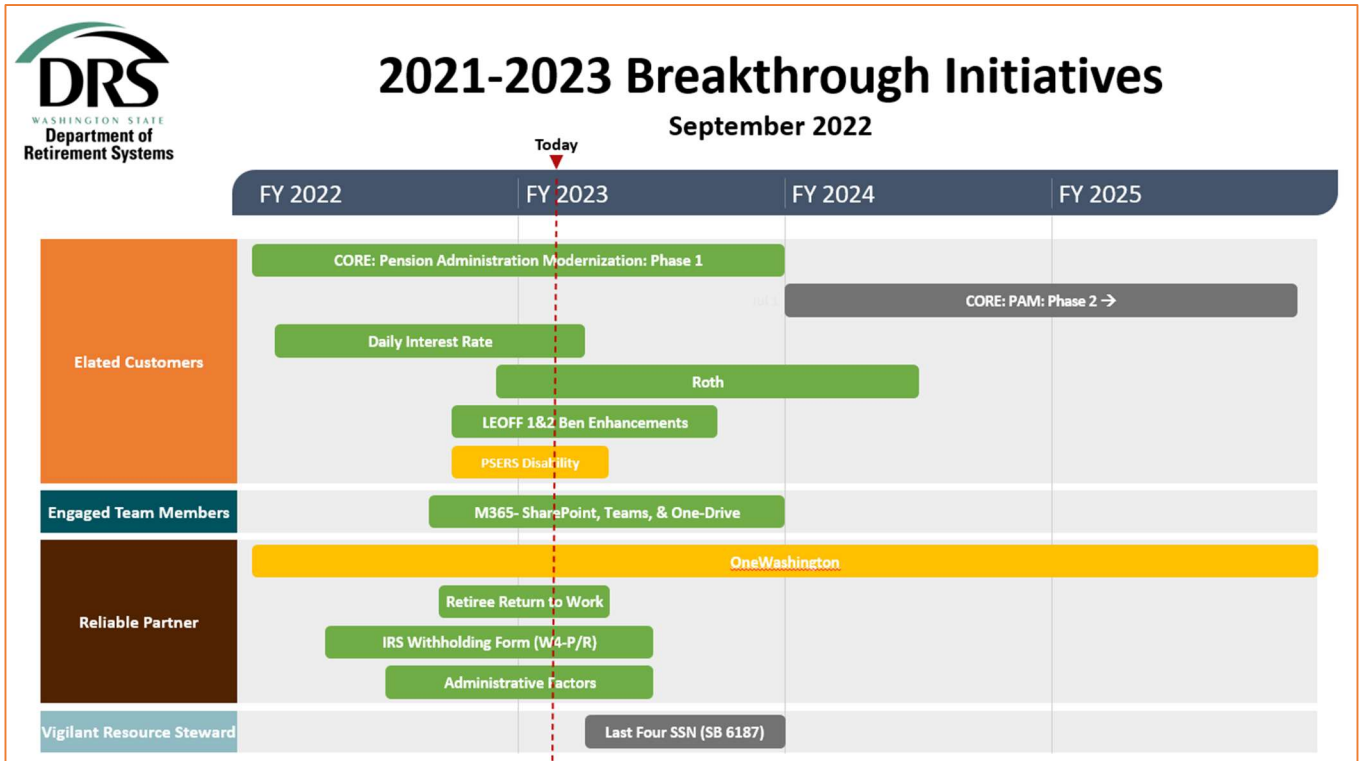 DRS
WASHINGTON STATE
Department of
Retirement Systems
2021-2023 Breakthrough Initiatives
September 2022
Today
FY 2022
FY 2023
FY 2024
FY 2025
Elated Customers
CORE: Pension Administration Modernization: Phase 1
CORE: PAM: Phase 2 →
Daily Interest Rate
Roth
LEOFF 1&2 Ben Enhancements
PSERS Disability
Engaged Team Members
M365- SharePoint, Teams, & One-Drive
Reliable Partner
OneWashington
Retiree Return to Work
IRS Withholding Form (W4-P/R)
Administrative Factors
Vigilant Resource Steward
Last Four SSN (SB 6187)